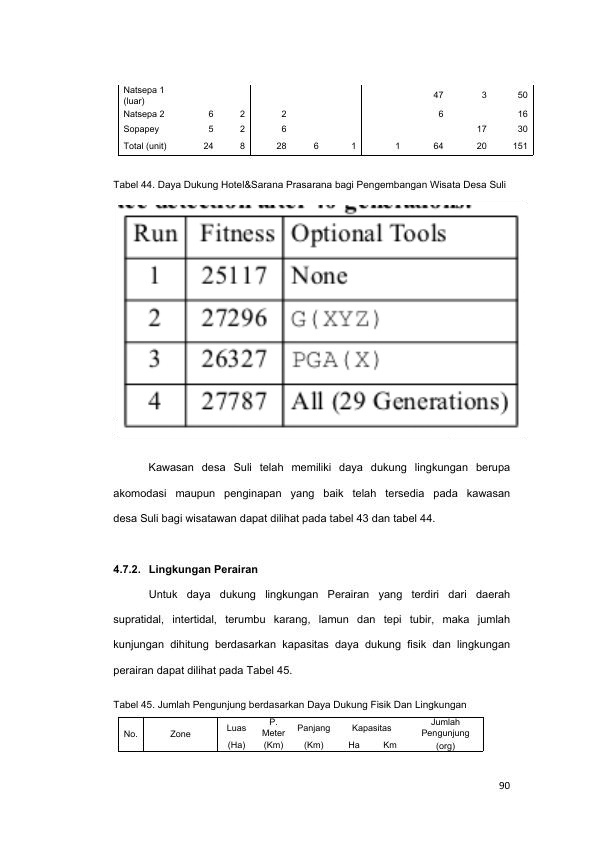 Natsepa 1
(luar) 47 3 50
Natsepa 2 6 2 2 6 16
Sopapey 5 2 6 17 30
Total (unit) 24 8 28 6 1 1 64 20 151
Tabel 44. Daya Dukung Hotel&Sarana Prasarana bagi Pengembangan Wisata Desa Suli
Run Fitness Optional Tools
1 25117 None
2 27296 G(XYZ)
3 26327 PGA(X)
4 27787 All (29 Generations)
Kawasan desa Suli telah memiliki daya dukung lingkungan berupa
akomodasi maupun penginapan yang baik telah tersedia pada kawasan
desa Suli bagi wisatawan dapat dilihat pada tabel 43 dan tabel 44.
4.7.2. Lingkungan Perairan
Untuk daya dukung lingkungan Perairan yang terdiri dari daerah
supratidal, intertidal, terumbu karang, lamun dan tepi tubir, maka jumlah
kunjungan dihitung berdasarkan kapasitas daya dukung fisik dan lingkungan
perairan dapat dilihat pada Tabel 45.
Tabel 45. Jumlah Pengunjung berdasarkan Daya Dukung Fisik Dan Lingkungan
No. Zone Luas (Ha) P. Meter (Km) Panjang (Km) Kapasitas Ha Km Jumlah Pengunjung (org)
90